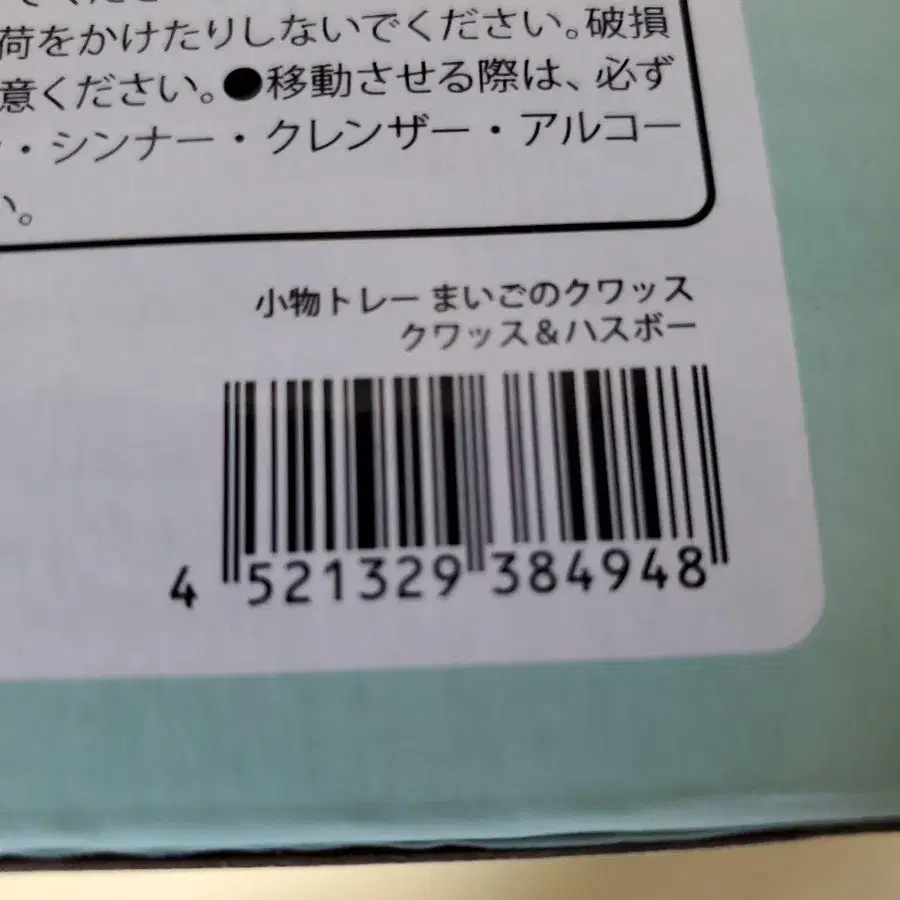 荷をかけたりしないでください。破損
意ください。●移動させる際は、必ず
・シンナー・クレンザー・アルコー
い。
小物トレー まいごのクワッス
クワッス＆ハスボー
4 521329 384948